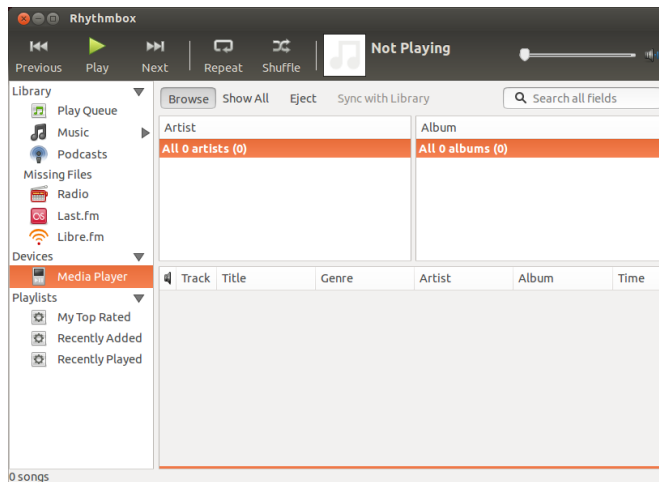 Rhythmbox
Previous Play Next Repeat Shuffle Not Playing
Library
Play Queue
Music
Podcasts
Missing Files
Radio
Last.fm
Libre.fm
Devices
Media Player
Playlists
My Top Rated
Recently Added
Recently Played
Browse Show All Eject Sync with Library Search all fields
Artist Album
All 0 artists (0) All 0 albums (0)
Track Title Genre Artist Album Time
0 songs